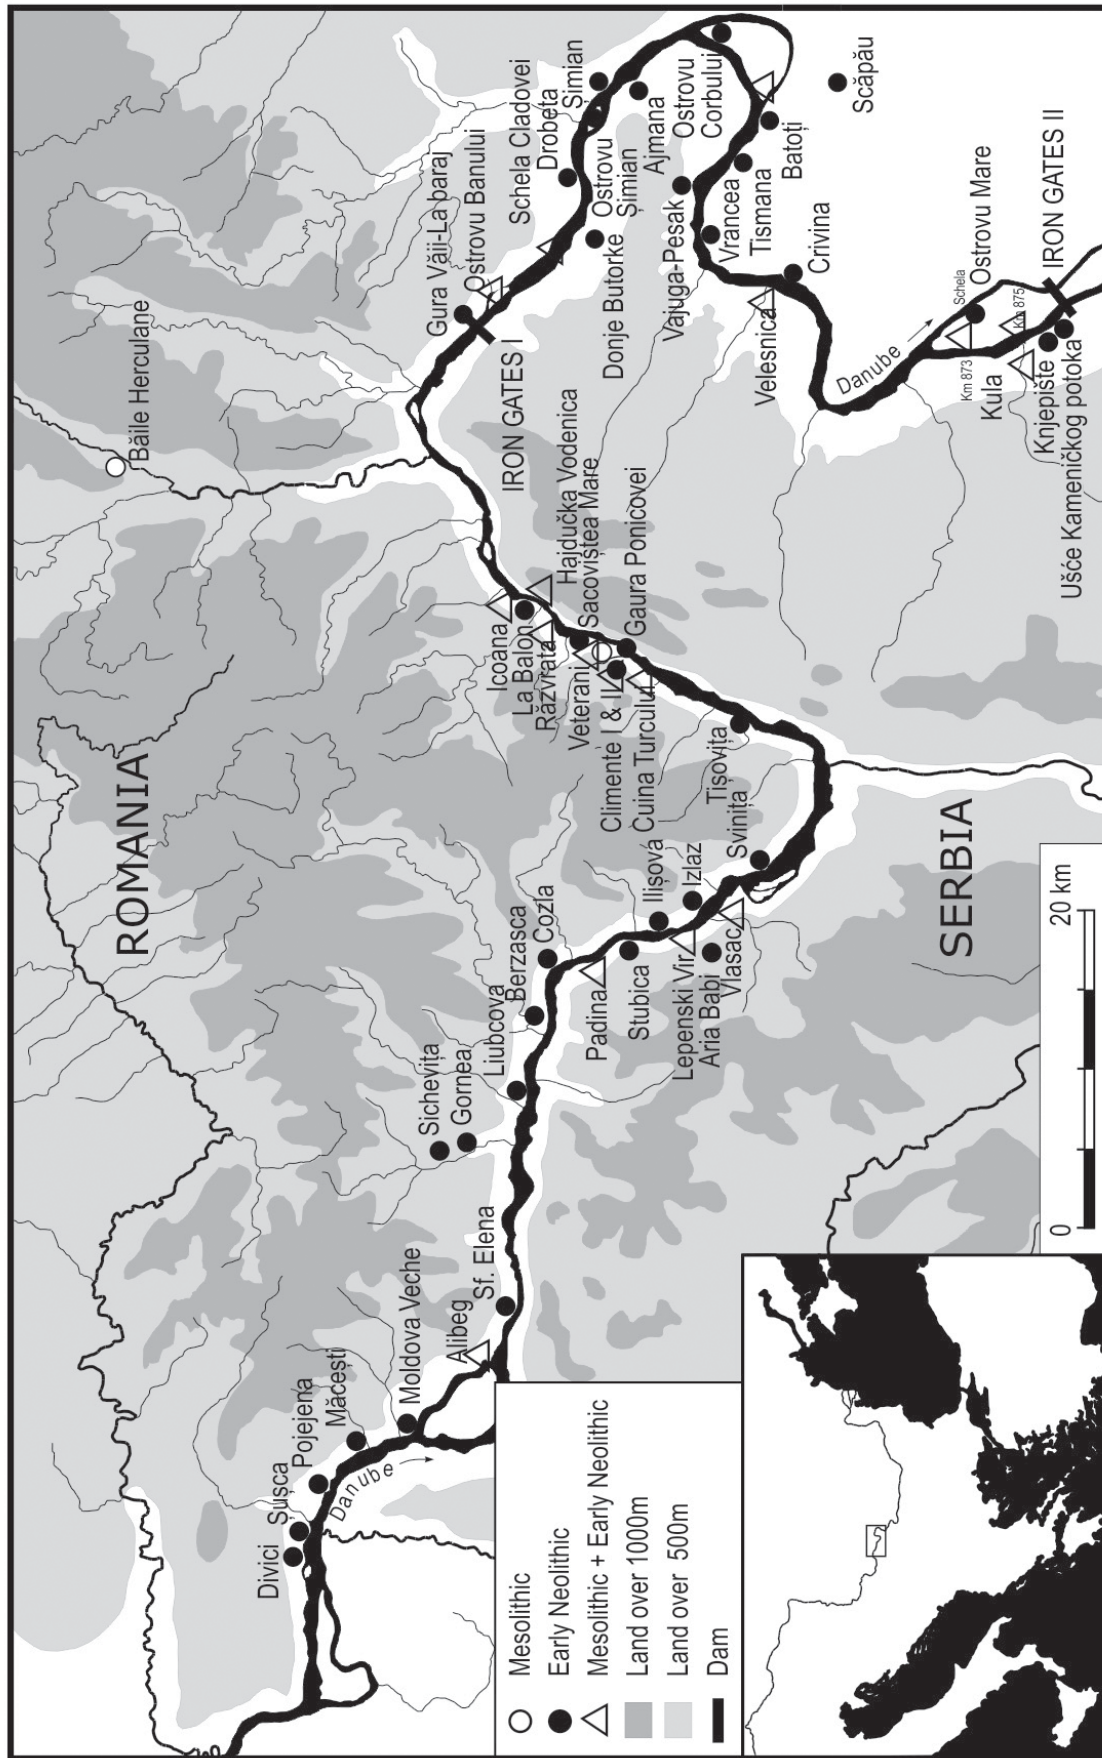 ROMANIA
SERBIA
Băile Herculane
Gura Văii-La baraj
Ostrovu Banului
IRON GATES I
Schela Cladovei
Drobeta
Șimian
Ostrovu
Șimian
Ajmana
Ostrovu
Corbului
Scăpău
Batoți
Tismana
Vrancea
Vajuga-Pesak
Donje Butorke
Crivina
Velesnica
Danube
Schela
Ostrovu Mare
Km 873
Km 875
Kula
IRON GATES II
Knjepište
Ušće Kameničkog potoka
Hajdučka Vodenica
Sacoviștea Mare
Gaura Ponicovei
Icoana
La Balon
Răzvrata
Veterani
Climente I & II
Cuina Turcului
Tișovița
Svinița
Ilișova
Izlaz
Padina
Stubica
Lepenski Vir
Aria Babi
Vlasac
Cozla
Berzasca
Liubcova
Sichevița
Gornea
Sf. Elena
Alibeg
Moldova Veche
Măcești
Pojejena
Șușca
Divici
Danube
Mesolithic
Early Neolithic
Mesolithic + Early Neolithic
Land over 1000m
Land over 500m
Dam
0
20 km